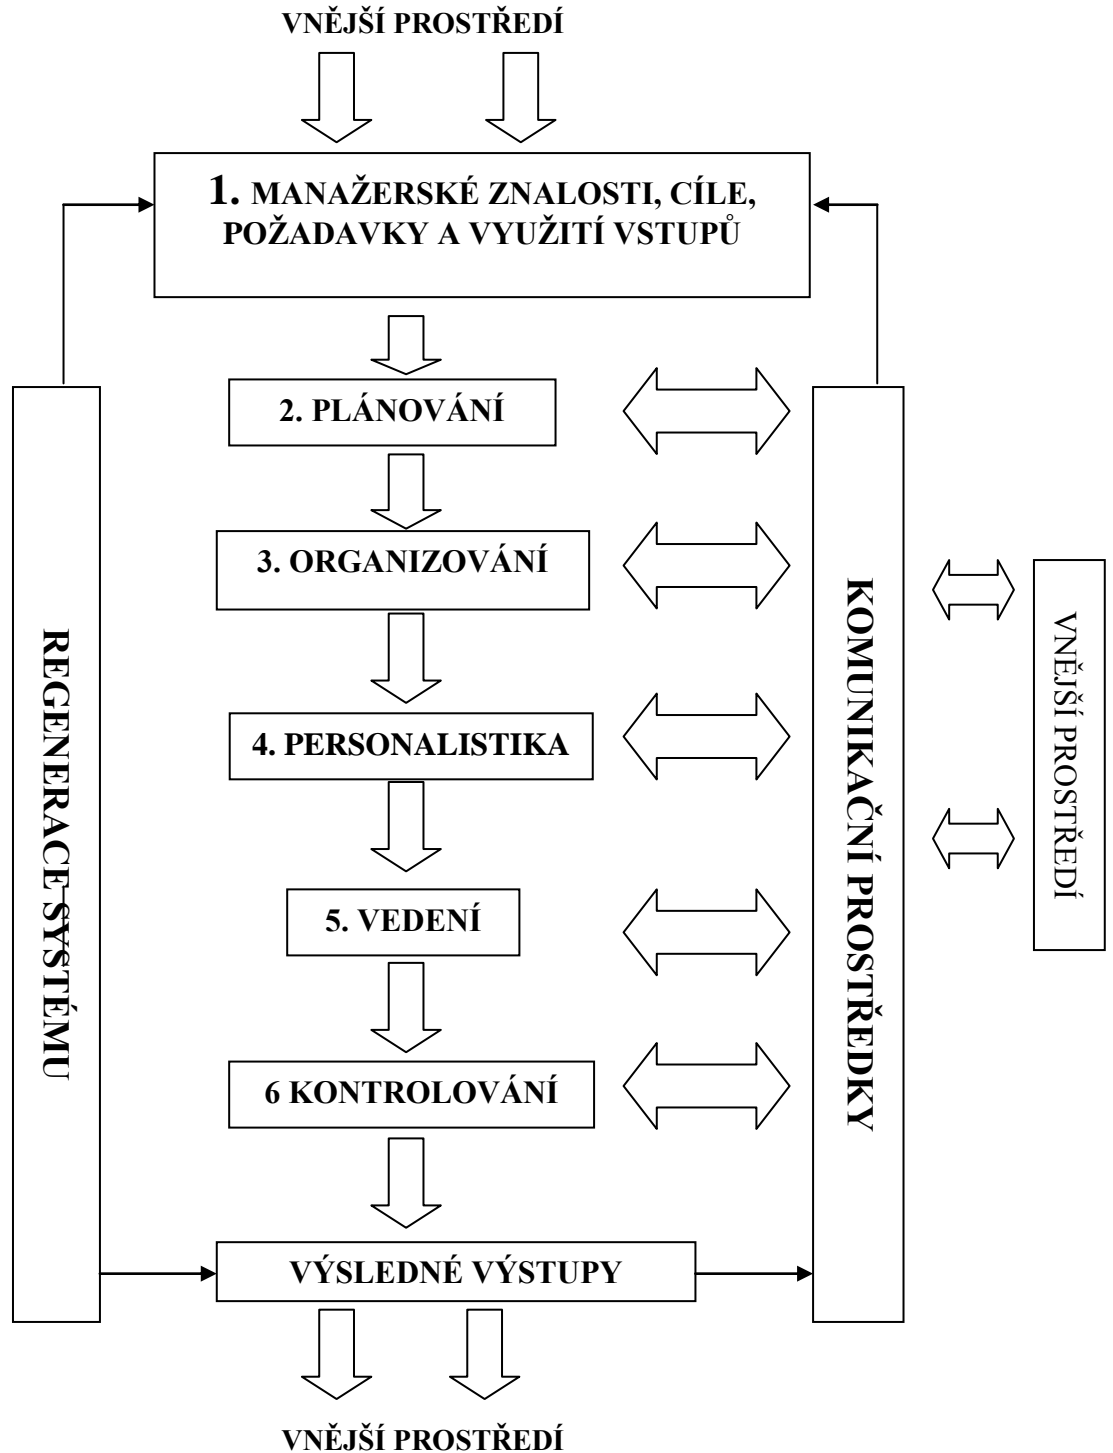 VNĚJŠÍ PROSTŘEDÍ
1. MANAŽERSKÉ ZNALOSTI, CÍLE,
POŽADAVKY A VYUŽITÍ VSTUPŮ
2. PLÁNOVÁNÍ
3. ORGANIZOVÁNÍ
4. PERSONALISTIKA
5. VEDENÍ
6 KONTROLOVÁNÍ
VÝSLEDNÉ VÝSTUPY
REGENERACE SYSTÉMU
KOMUNIKAČNÍ PROSTŘEDKY
VNĚJŠÍ PROSTŘEDÍ
VNĚJŠÍ PROSTŘEDÍ